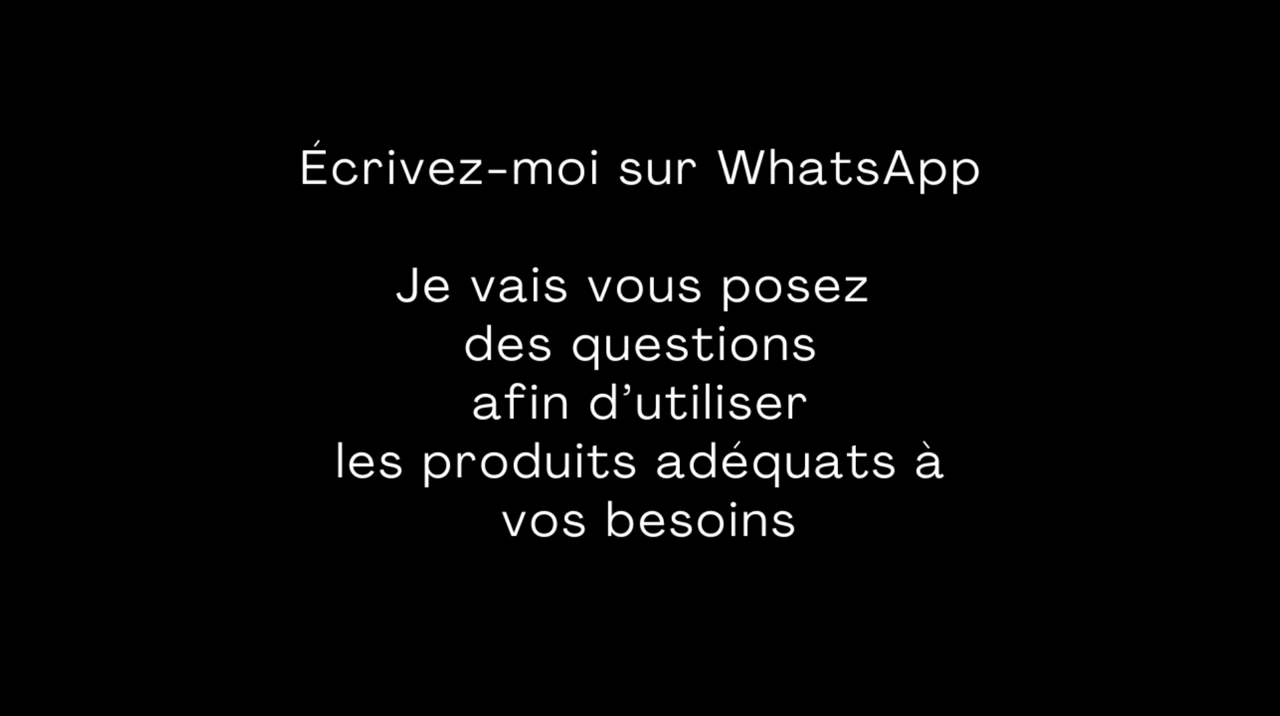 Écrivez-moi sur WhatsApp
Je vais vous posez
des questions
afin d’utiliser
les produits adéquats à
vos besoins